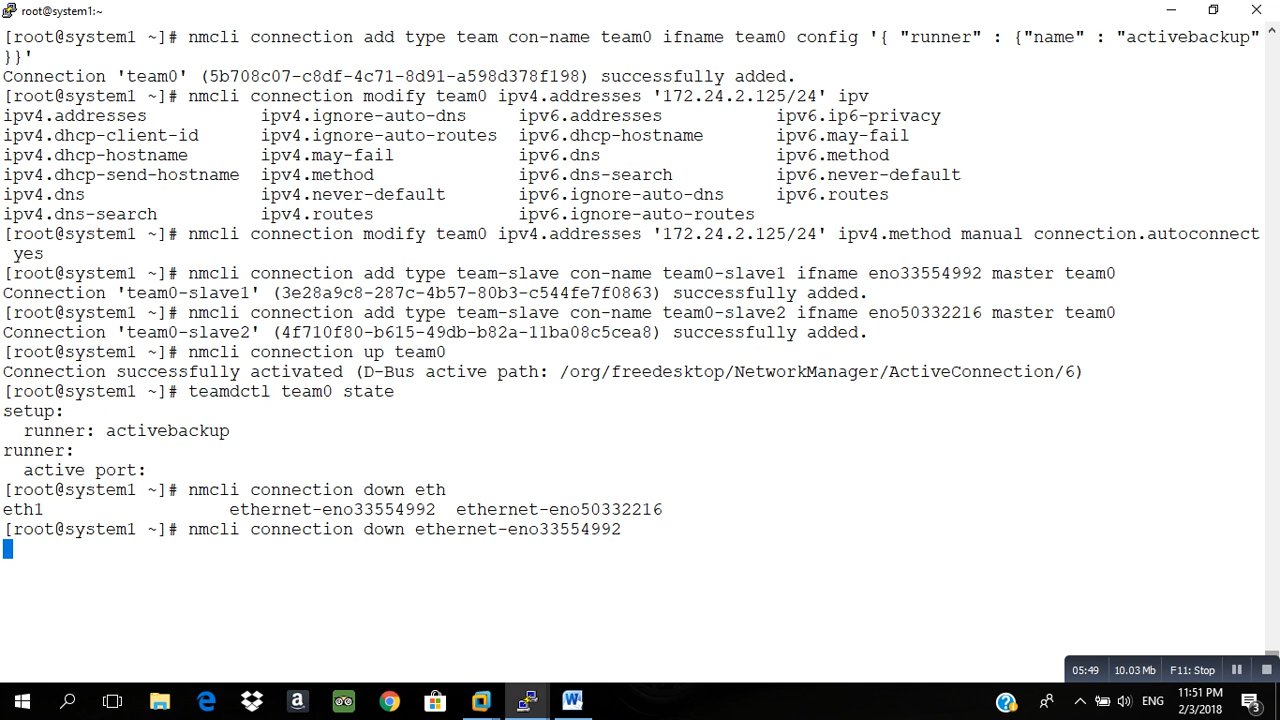 root@system1:~
[root@system1 ~]# nmcli connection add type team con-name team0 ifname team0 config '{ "runner" : {"name" : "activebackup"
}}'
Connection 'team0' (5b708c07-c8df-4c71-8d91-a598d378f198) successfully added.
[root@system1 ~]# nmcli connection modify team0 ipv4.addresses '172.24.2.125/24' ipv
ipv4.addresses ipv4.ignore-auto-dns ipv6.addresses ipv6.ip6-privacy
ipv4.dhcp-client-id ipv4.ignore-auto-routes ipv6.dhcp-hostname ipv6.may-fail
ipv4.dhcp-hostname ipv4.may-fail ipv6.dns ipv6.method
ipv4.dhcp-send-hostname ipv4.method ipv6.dns-search ipv6.never-default
ipv4.dns ipv4.never-default ipv6.ignore-auto-dns ipv6.routes
ipv4.dns-search ipv4.routes ipv6.ignore-auto-routes
[root@system1 ~]# nmcli connection modify team0 ipv4.addresses '172.24.2.125/24' ipv4.method manual connection.autoconnect
yes
[root@system1 ~]# nmcli connection add type team-slave con-name team0-slave1 ifname eno33554992 master team0
Connection 'team0-slave1' (3e28a9c8-287c-4b57-80b3-c544fe7f0863) successfully added.
[root@system1 ~]# nmcli connection add type team-slave con-name team0-slave2 ifname eno50332216 master team0
Connection 'team0-slave2' (4f710f80-b615-49db-b82a-11ba08c5cea8) successfully added.
[root@system1 ~]# nmcli connection up team0
Connection successfully activated (D-Bus active path: /org/freedesktop/NetworkManager/ActiveConnection/6)
[root@system1 ~]# teamdctl team0 state
setup:
runner: activebackup
runner:
active port:
[root@system1 ~]# nmcli connection down eth
eth1 ethernet-eno33554992 ethernet-eno50332216
[root@system1 ~]# nmcli connection down ethernet-eno33554992
05:49 10.03 Mb F11: Stop
ENG
11:51 PM
2/3/2018
3